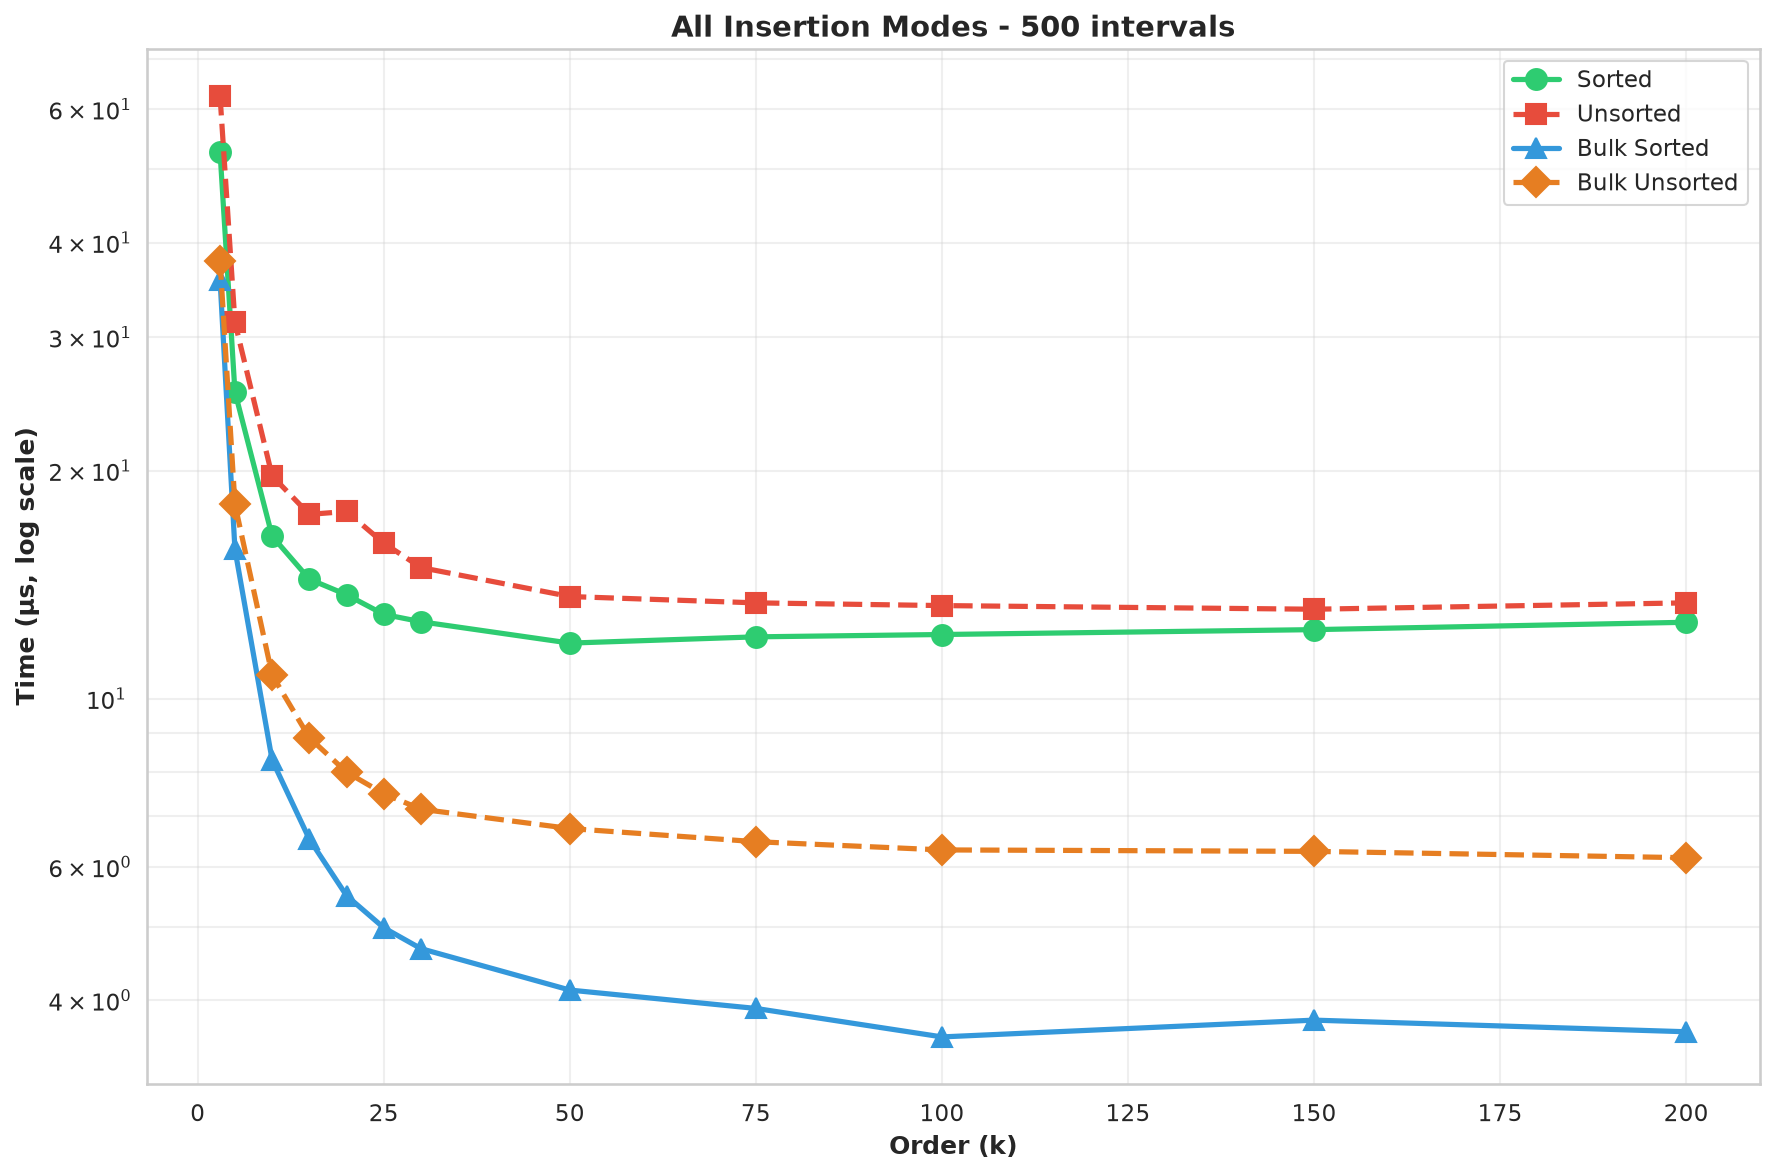 All Insertion Modes - 500 intervals
Sorted
Unsorted
Bulk Sorted
Bulk Unsorted
Time (µs, log scale)
6 × 10¹
4 × 10¹
3 × 10¹
2 × 10¹
10¹
6 × 10⁰
4 × 10⁰
0 25 50 75 100 125 150 175 200
Order (k)